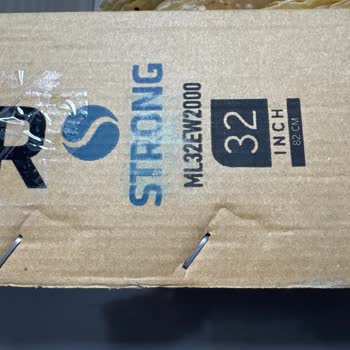 R
STRONG
ML32EW2000
32
INCH
82 CM